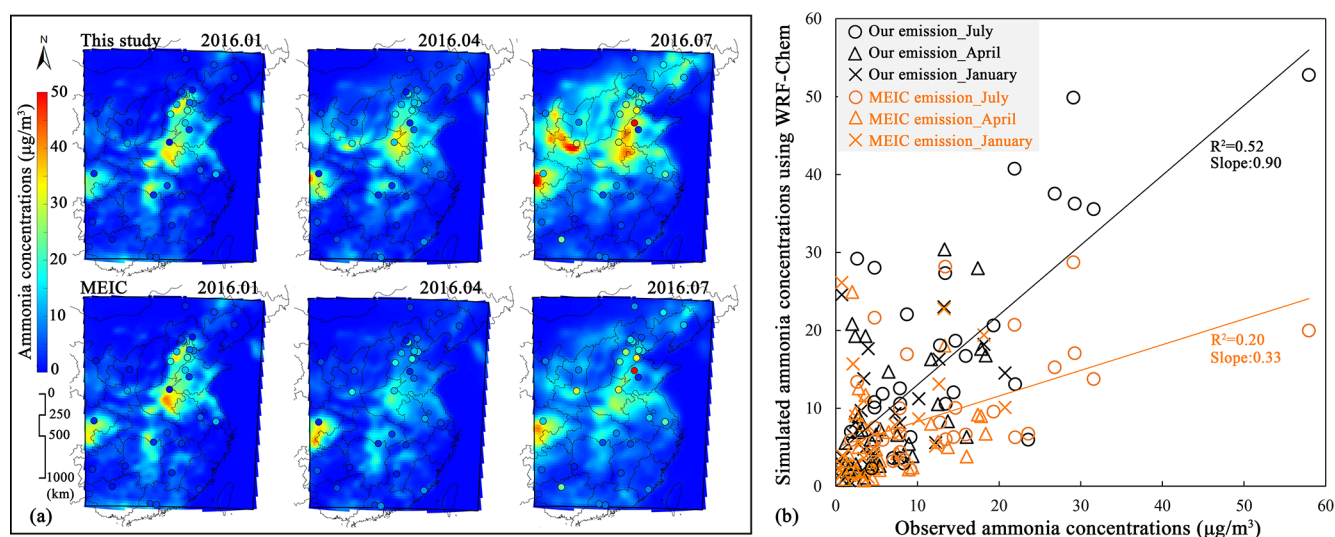 N
This study
2016.01
2016.04
2016.07
Ammonia concentrations (μg/m³)
50
40
30
20
10
0
MEIC
2016.01
2016.04
2016.07
0
250
500
1000
(km)
(a)
Simulated ammonia concentrations using WRF-Chem
60
50
40
30
20
10
0
Our emission_July
Our emission_April
Our emission_January
MEIC emission_July
MEIC emission_April
MEIC emission_January
R²=0.52
Slope:0.90
R²=0.20
Slope:0.33
0 10 20 30 40 50 60
Observed ammonia concentrations (μg/m³)
(b)